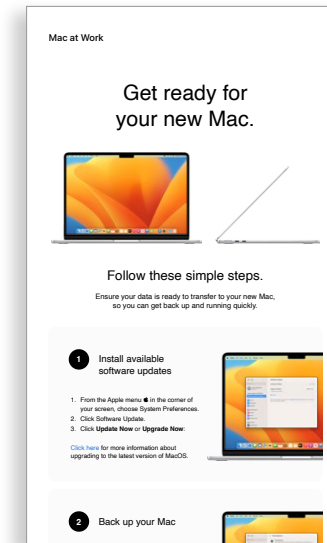 Mac at Work
Get ready for
your new Mac.
Follow these simple steps.
Ensure your data is ready to transfer to your new Mac,
so you can get back up and running quickly.
1 Install available
software updates
1. From the Apple menu  in the corner of
your screen, choose System Preferences.
2. Click Software Update.
3. Click Update Now or Upgrade Now:
Click here for more information about
upgrading to the latest version of MacOS.
2 Back up your Mac